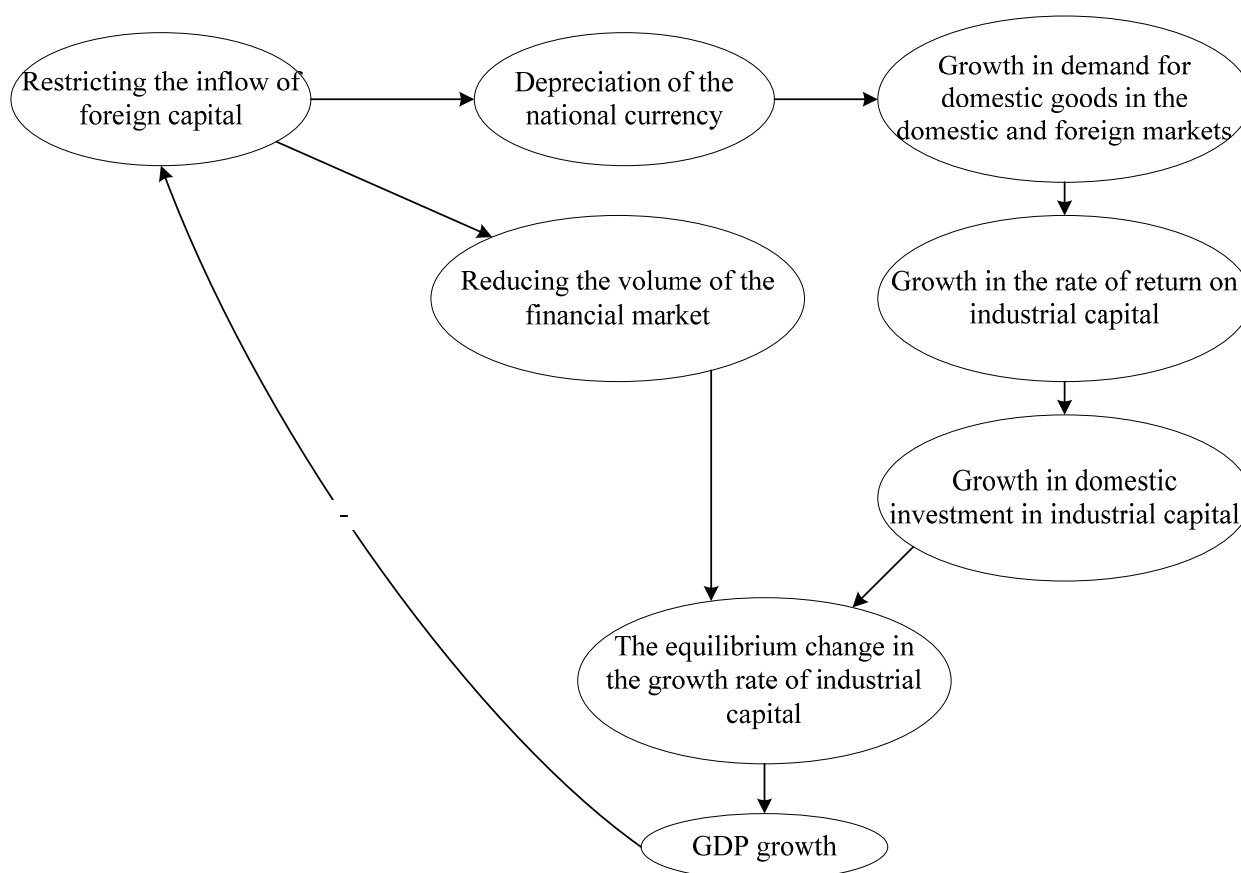 Restricting the inflow of
foreign capital
Depreciation of the
national currency
Growth in demand for
domestic goods in the
domestic and foreign markets
Reducing the volume of the
financial market
Growth in the rate of return on
industrial capital
Growth in domestic
investment in industrial capital
-
The equilibrium change in
the growth rate of industrial
capital
GDP growth